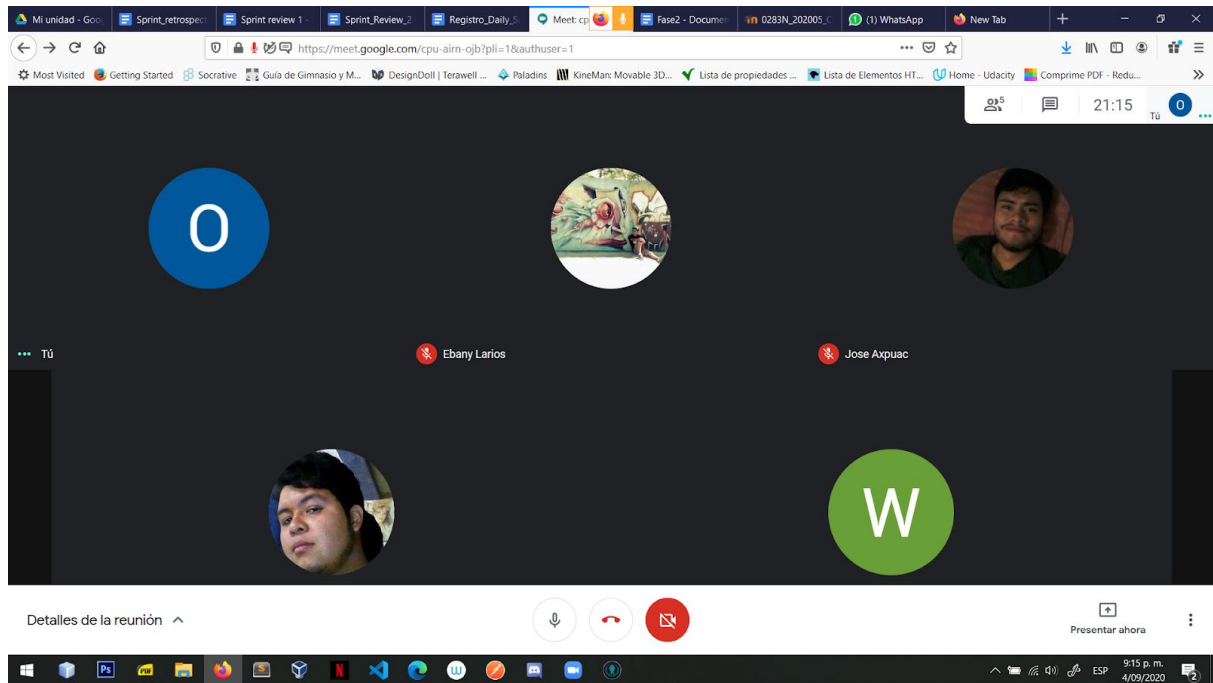 Mi unidad - Goo
Sprint_retrospect
Sprint review 1 -
Sprint_Review_2
Registro_Daily_S
Meet: cp
Fase2 - Documen
0283N_202005_C
(1) WhatsApp
New Tab
https://meet.google.com/cpu-airn-ojb?pli=1&authuser=1
Most Visited
Getting Started
Socrative
Guía de Gimnasio y M...
DesignDoll | Terawell ...
Paladins
KineMan: Movable 3D...
Lista de propiedades ...
Lista de Elementos HT...
Home - Udacity
Comprime PDF - Redu...
5
21:15
Tú
O
O
Tú
Ebany Larios
Jose Axpuac
W
Detalles de la reunión
Presentar ahora
Ps
PDF
S
N
W
ESP
9:15 p. m.
4/09/2020
2